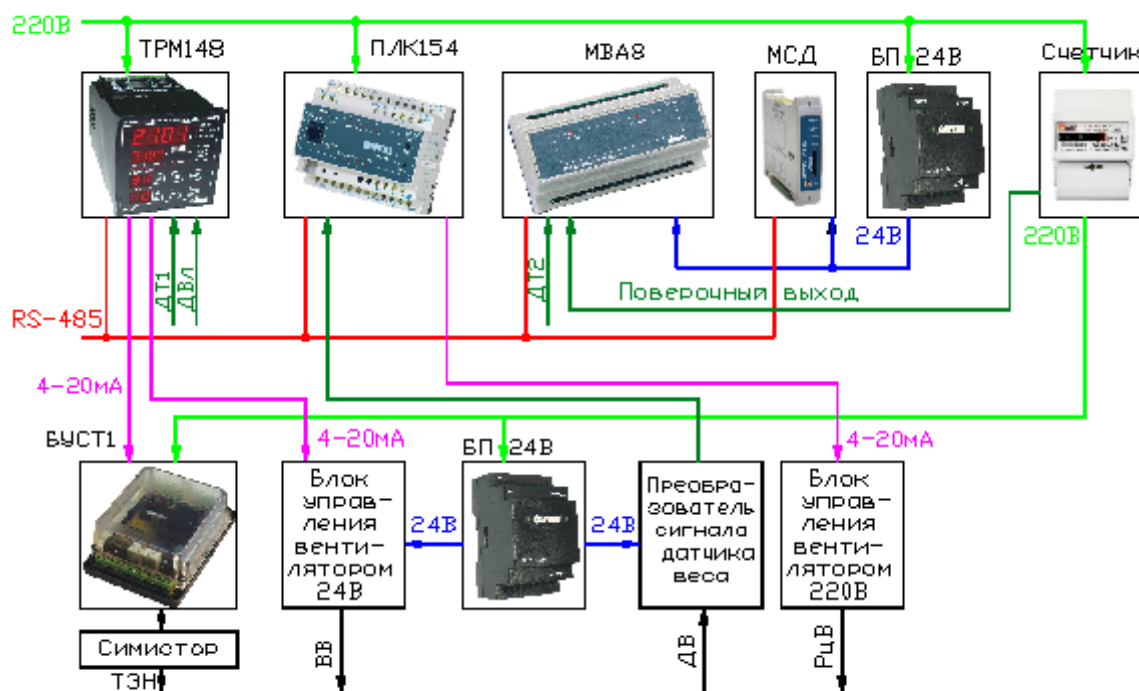 220В
ТРМ148
ПЛК154
МВА8
МСД
БП 24В
Счетчик
24В
220В
ДТ1
ДВл
ДТ2
Поверочный выход
RS-485
4-20мА
БУСТ1
4-20мА
БП 24В
4-20мА
Блок
управ-
ления
венти-
лятором
24В
24В
24В
Преобра-
зователь
сигнала
датчика
веса
Блок
управ-
ления
венти-
лятором
220В
Симистор
ТЭН
ВВ
ДВ
РцВ